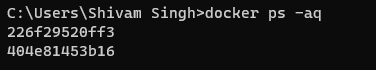 C:\Users\Shivam Singh>docker ps -aq
226f29520ff3
404e81453b16